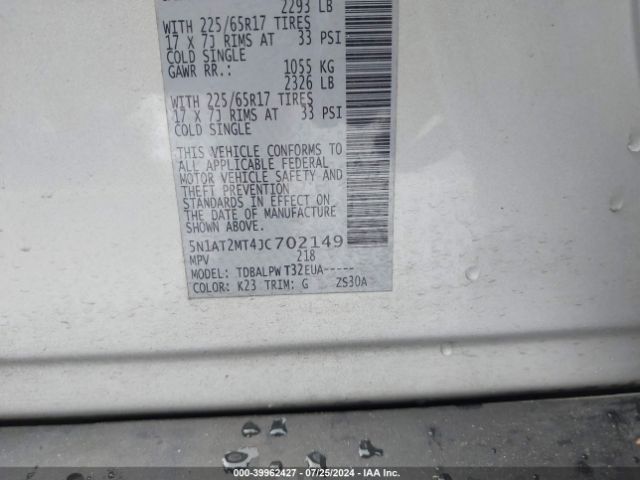 2293 LB
WITH 225/65R17 TIRES
17 X 7J RIMS AT 33 PSI
COLD SINGLE
GAWR RR.: 1055 KG
2326 LB
WITH 225/65R17 TIRES
17 X 7J RIMS AT 33 PSI
COLD SINGLE
THIS VEHICLE CONFORMS TO
ALL APPLICABLE FEDERAL
MOTOR VEHICLE SAFETY AND
THEFT PREVENTION
STANDARDS IN EFFECT ON
THE DATE OF MANUFACTURE
SHOWN ABOVE.
5N1AT2MT4JC702149
MPV 218
MODEL: TDBALPW T32EUA-----
COLOR: K23 TRIM: G ZS30A
000-39962427 - 07/25/2024 - IAA Inc.